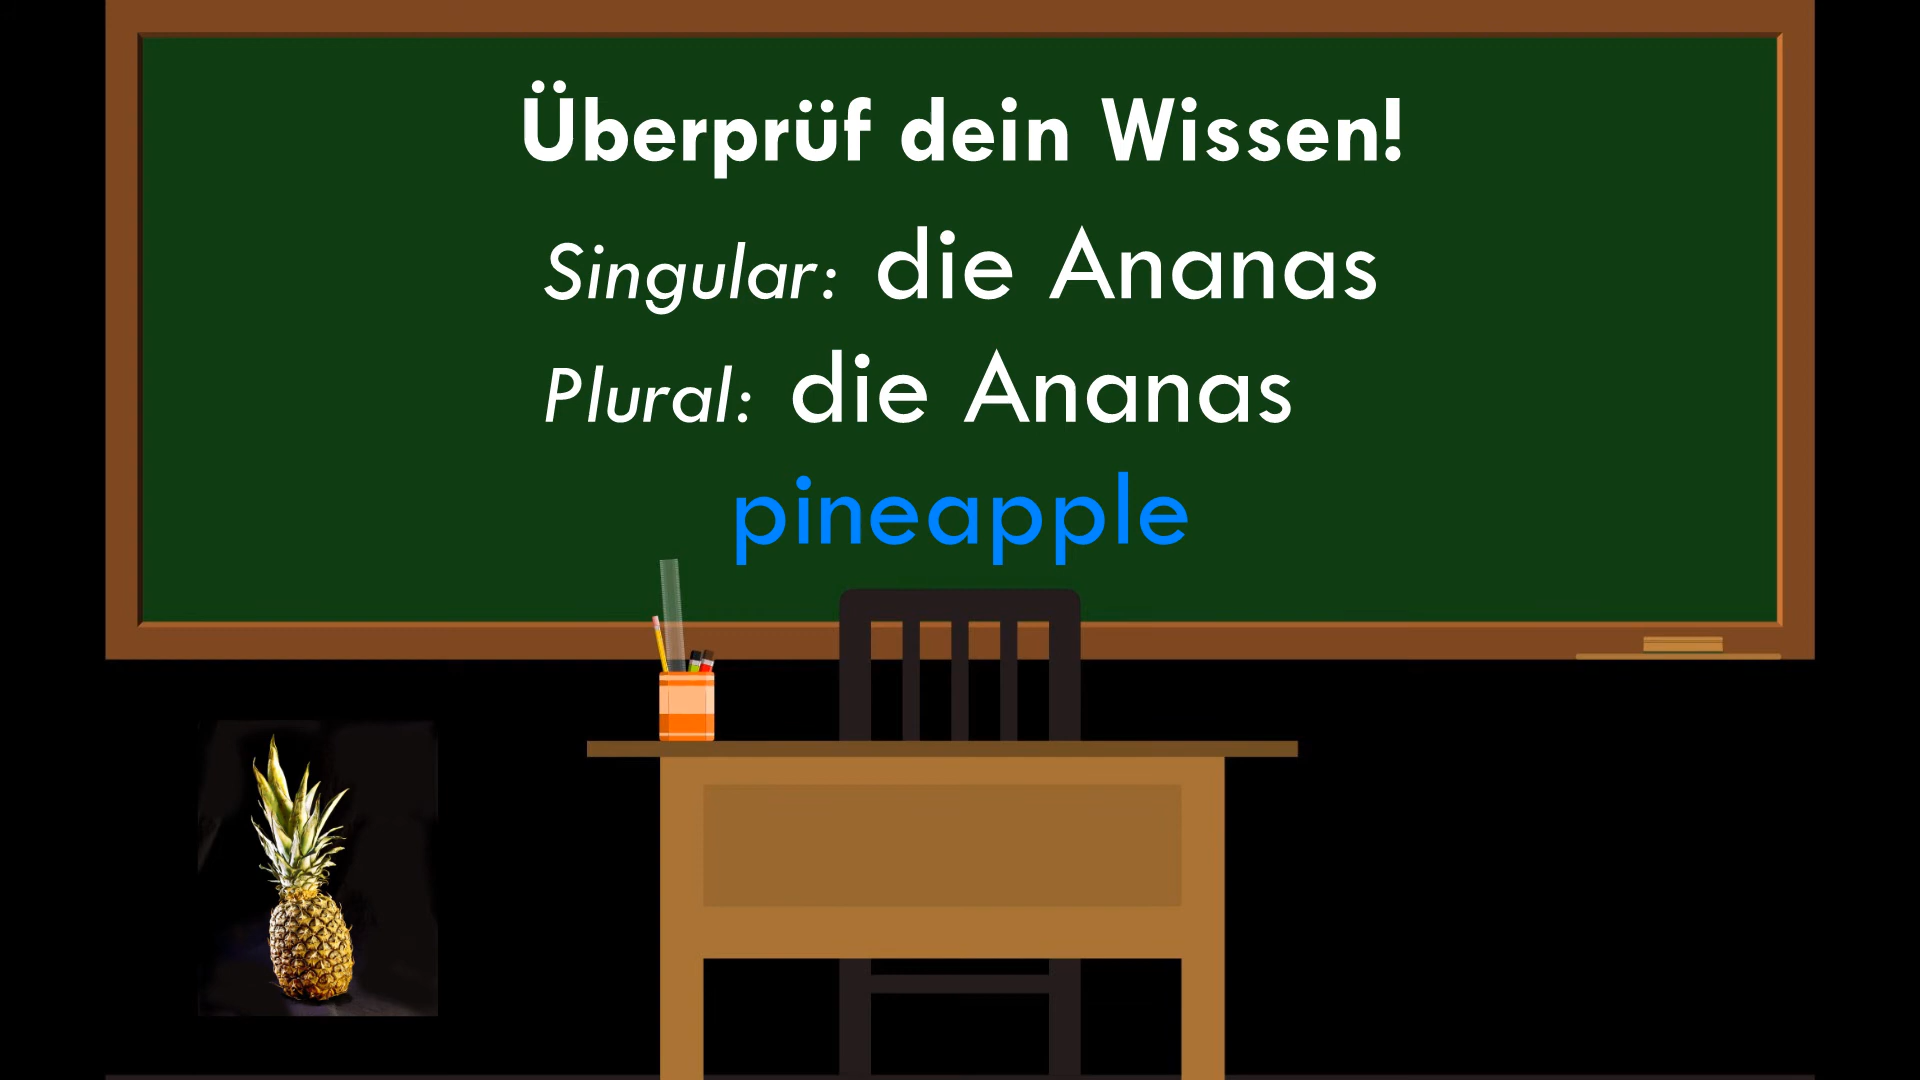 Überprüf dein Wissen!
Singular: die Ananas
Plural: die Ananas
pineapple